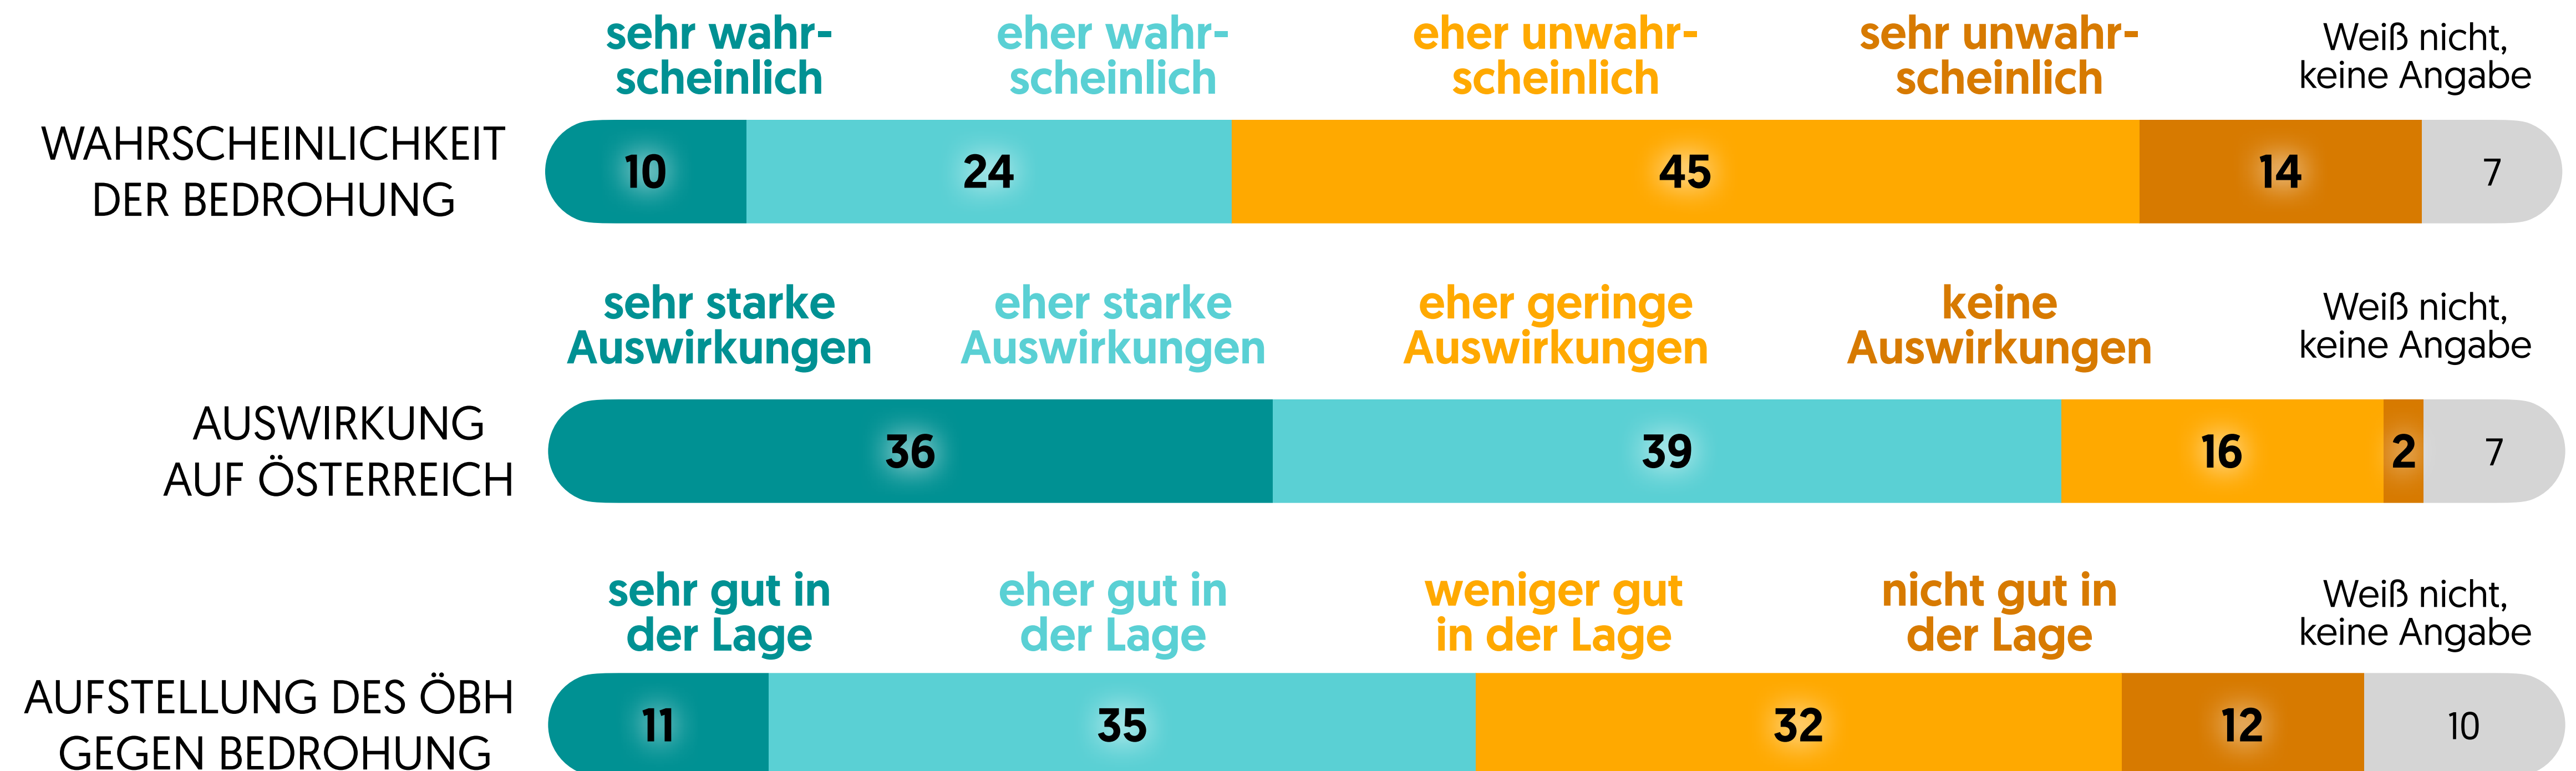 sehr wahr-
scheinlich
eher wahr-
scheinlich
eher unwahr-
scheinlich
sehr unwahr-
scheinlich
Weiß nicht,
keine Angabe
WAHRSCHEINLICHKEIT
DER BEDROHUNG
10
24
45
14
7
sehr starke
Auswirkungen
eher starke
Auswirkungen
eher geringe
Auswirkungen
keine
Auswirkungen
Weiß nicht,
keine Angabe
AUSWIRKUNG
AUF ÖSTERREICH
36
39
16
2
7
sehr gut in
der Lage
eher gut in
der Lage
weniger gut
in der Lage
nicht gut in
der Lage
Weiß nicht,
keine Angabe
AUFSTELLUNG DES ÖBH
GEGEN BEDROHUNG
11
35
32
12
10